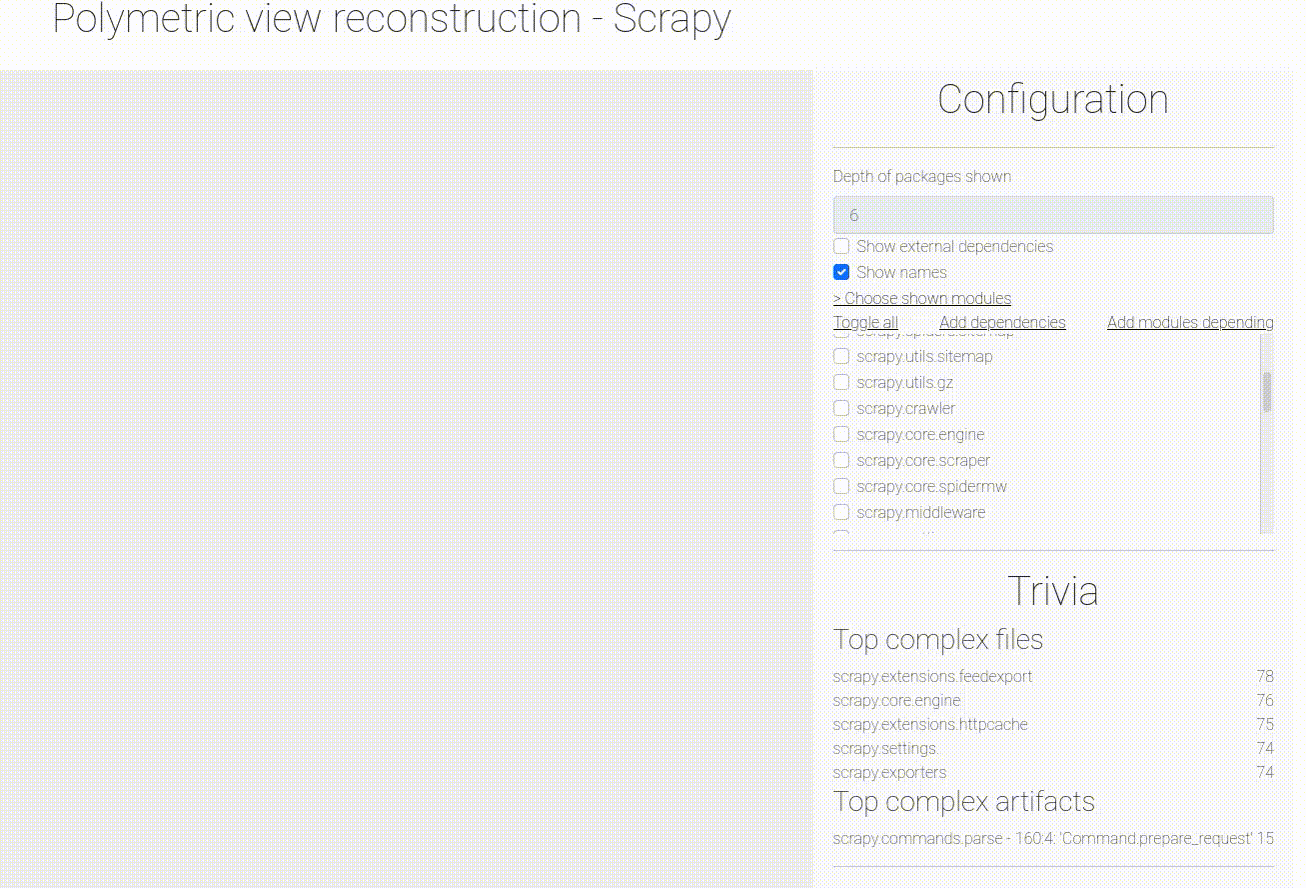 Polymetric view reconstruction - Scrapy
Configuration
Depth of packages shown
6
Show external dependencies
Show names
> Choose shown modules
Toggle all Add dependencies Add modules depending
scrapy.spiders.sitemap
scrapy.utils.sitemap
scrapy.utils.gz
scrapy.crawler
scrapy.core.engine
scrapy.core.scraper
scrapy.core.spidermw
scrapy.middleware
Trivia
Top complex files
scrapy.extensions.feedexport 78
scrapy.core.engine 76
scrapy.extensions.httpcache 75
scrapy.settings 74
scrapy.exporters 74
Top complex artifacts
scrapy.commands.parse - 160:4: 'Command.prepare_request' 15